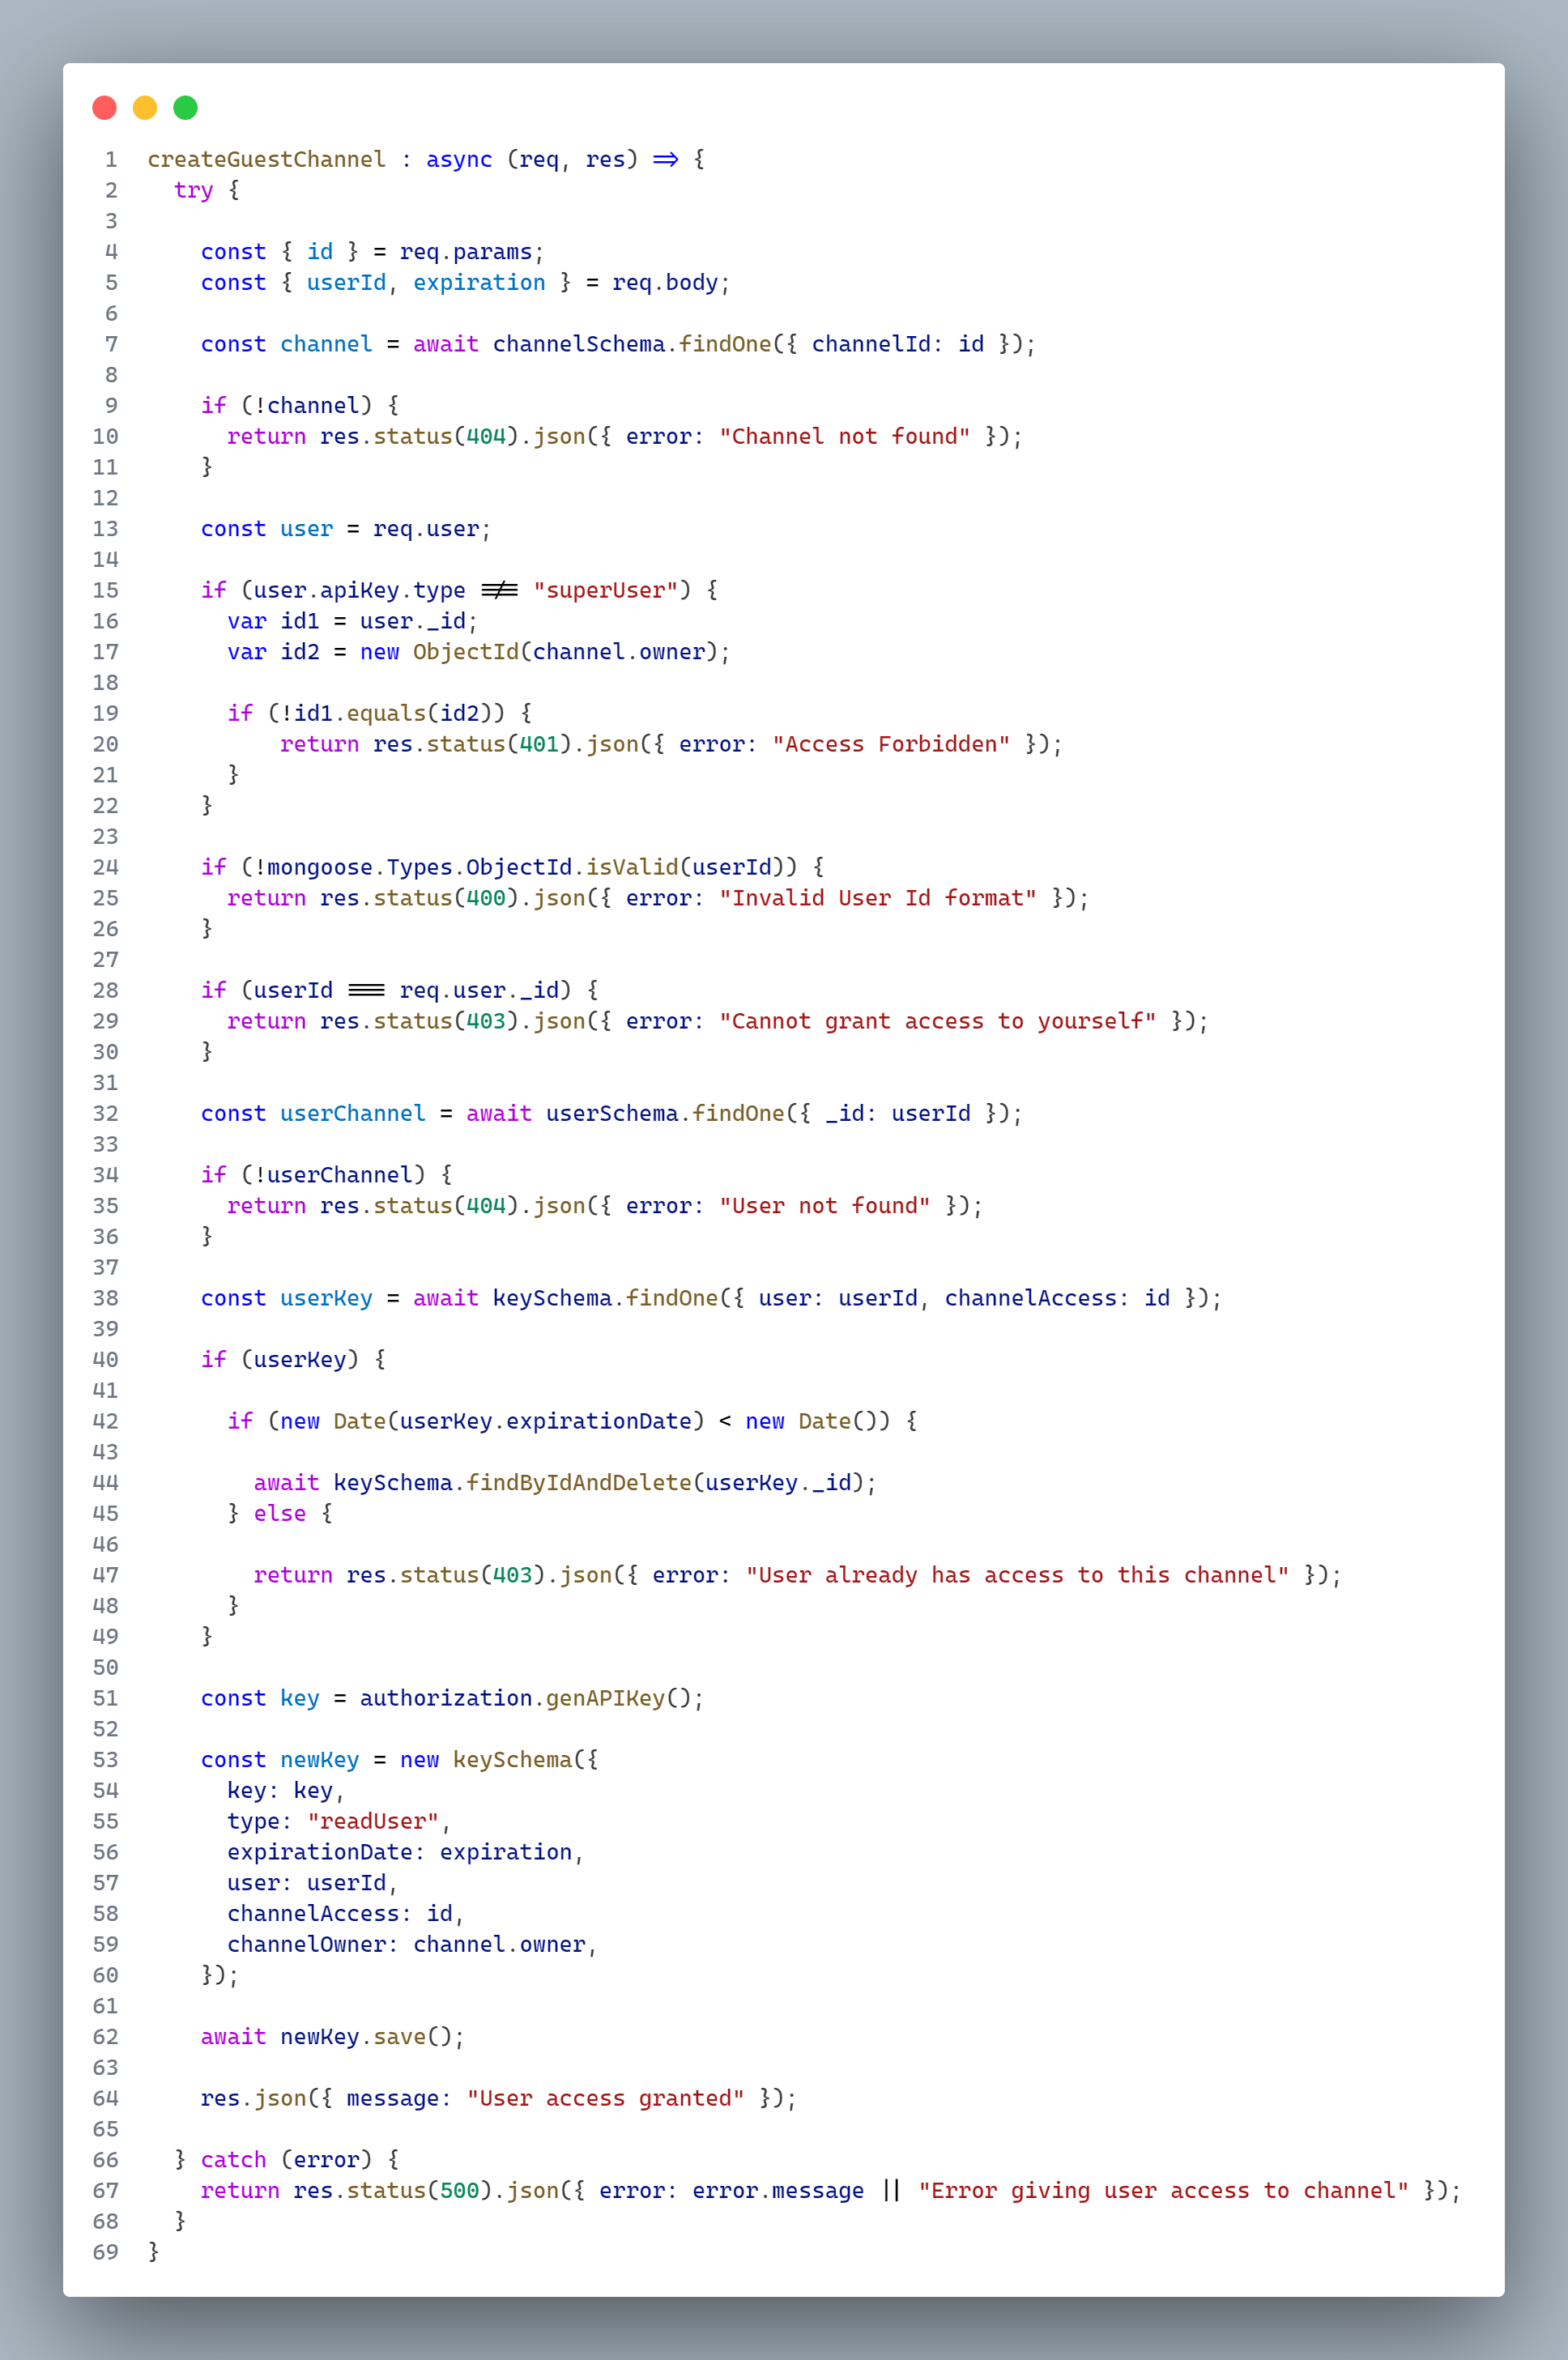 1 createGuestChannel : async (req, res) => {
2 try {
3
4 const { id } = req.params;
5 const { userId, expiration } = req.body;
6
7 const channel = await channelSchema.findOne({ channelId: id });
8
9 if (!channel) {
10 return res.status(404).json({ error: "Channel not found" });
11 }
12
13 const user = req.user;
14
15 if (user.apiKey.type !== "superUser") {
16 var id1 = user._id;
17 var id2 = new ObjectId(channel.owner);
18
19 if (!id1.equals(id2)) {
20 return res.status(401).json({ error: "Access Forbidden" });
21 }
22 }
23
24 if (!mongoose.Types.ObjectId.isValid(userId)) {
25 return res.status(400).json({ error: "Invalid User Id format" });
26 }
27
28 if (userId === req.user._id) {
29 return res.status(403).json({ error: "Cannot grant access to yourself" });
30 }
31
32 const userChannel = await userSchema.findOne({ _id: userId });
33
34 if (!userChannel) {
35 return res.status(404).json({ error: "User not found" });
36 }
37
38 const userKey = await keySchema.findOne({ user: userId, channelAccess: id });
39
40 if (userKey) {
41
42 if (new Date(userKey.expirationDate) < new Date()) {
43
44 await keySchema.findByIdAndDelete(userKey._id);
45 } else {
46
47 return res.status(403).json({ error: "User already has access to this channel" });
48 }
49 }
50
51 const key = authorization.genAPIKey();
52
53 const newKey = new keySchema({
54 key: key,
55 type: "readUser",
56 expirationDate: expiration,
57 user: userId,
58 channelAccess: id,
59 channelOwner: channel.owner,
60 });
61
62 await newKey.save();
63
64 res.json({ message: "User access granted" });
65
66 } catch (error) {
67 return res.status(500).json({ error: error.message || "Error giving user access to channel" });
68 }
69 }